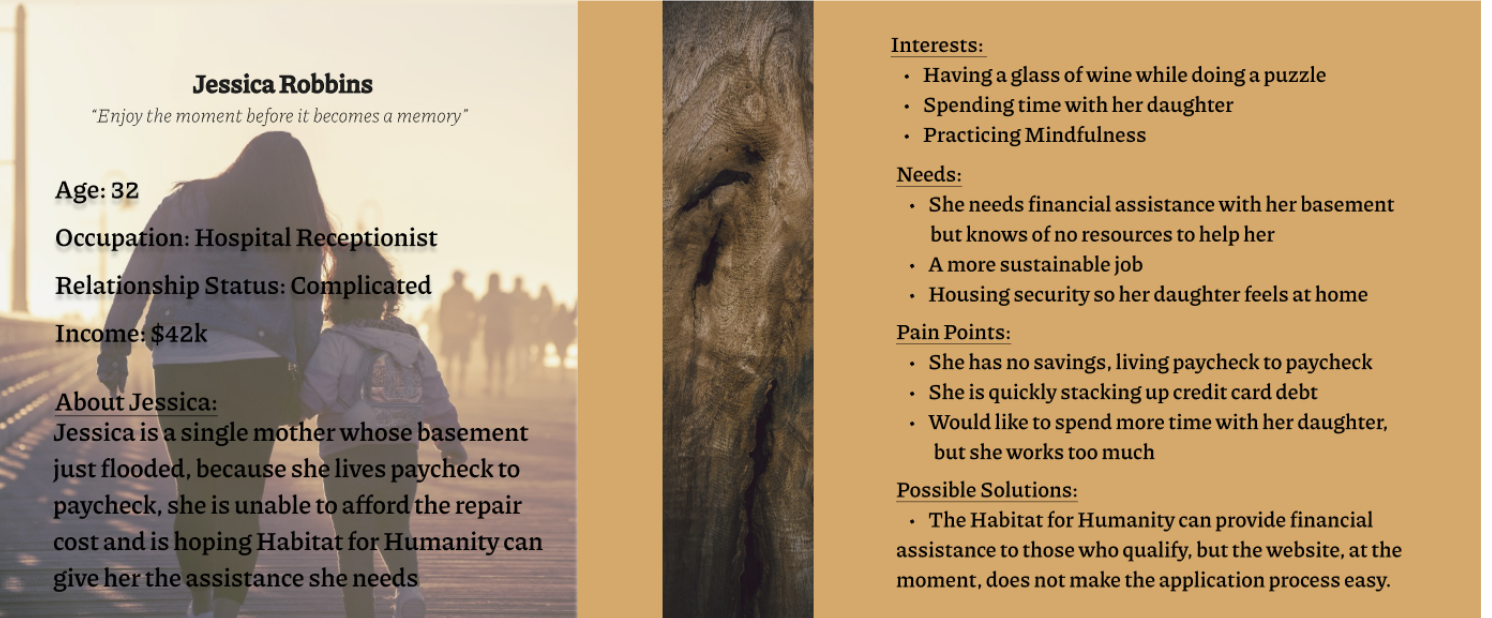 Jessica Robbins
“Enjoy the moment before it becomes a memory”
Age: 32
Occupation: Hospital Receptionist
Relationship Status: Complicated
Income: $42k
About Jessica:
Jessica is a single mother whose basement
just flooded, because she lives paycheck to
paycheck, she is unable to afford the repair
cost and is hoping Habitat for Humanity can
give her the assistance she needs
Interests:
• Having a glass of wine while doing a puzzle
• Spending time with her daughter
• Practicing Mindfulness
Needs:
• She needs financial assistance with her basement
but knows of no resources to help her
• A more sustainable job
• Housing security so her daughter feels at home
Pain Points:
• She has no savings, living paycheck to paycheck
• She is quickly stacking up credit card debt
• Would like to spend more time with her daughter,
but she works too much
Possible Solutions:
• The Habitat for Humanity can provide financial
assistance to those who qualify, but the website, at the
moment, does not make the application process easy.